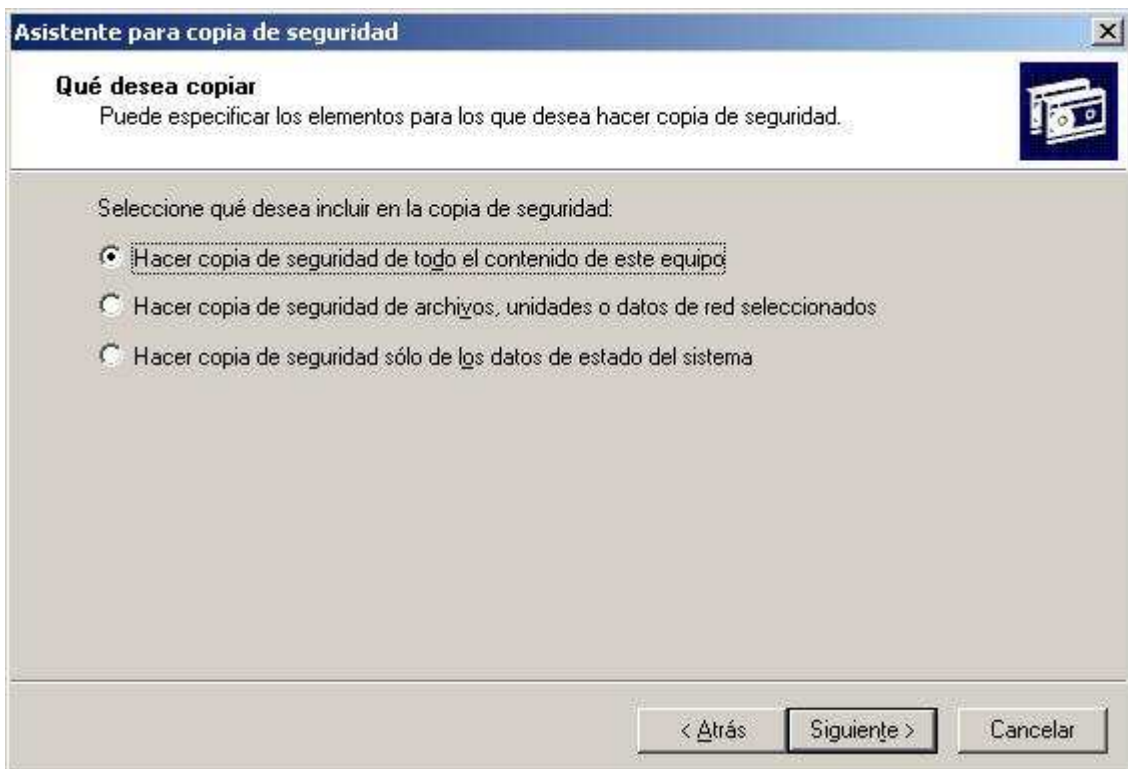 Asistente para copia de seguridad
Qué desea copiar
Puede especificar los elementos para los que desea hacer copia de seguridad.
Seleccione qué desea incluir en la copia de seguridad:
Hacer copia de seguridad de todo el contenido de este equipo
Hacer copia de seguridad de archivos, unidades o datos de red seleccionados
Hacer copia de seguridad sólo de los datos de estado del sistema
< Atrás
Siguiente >
Cancelar